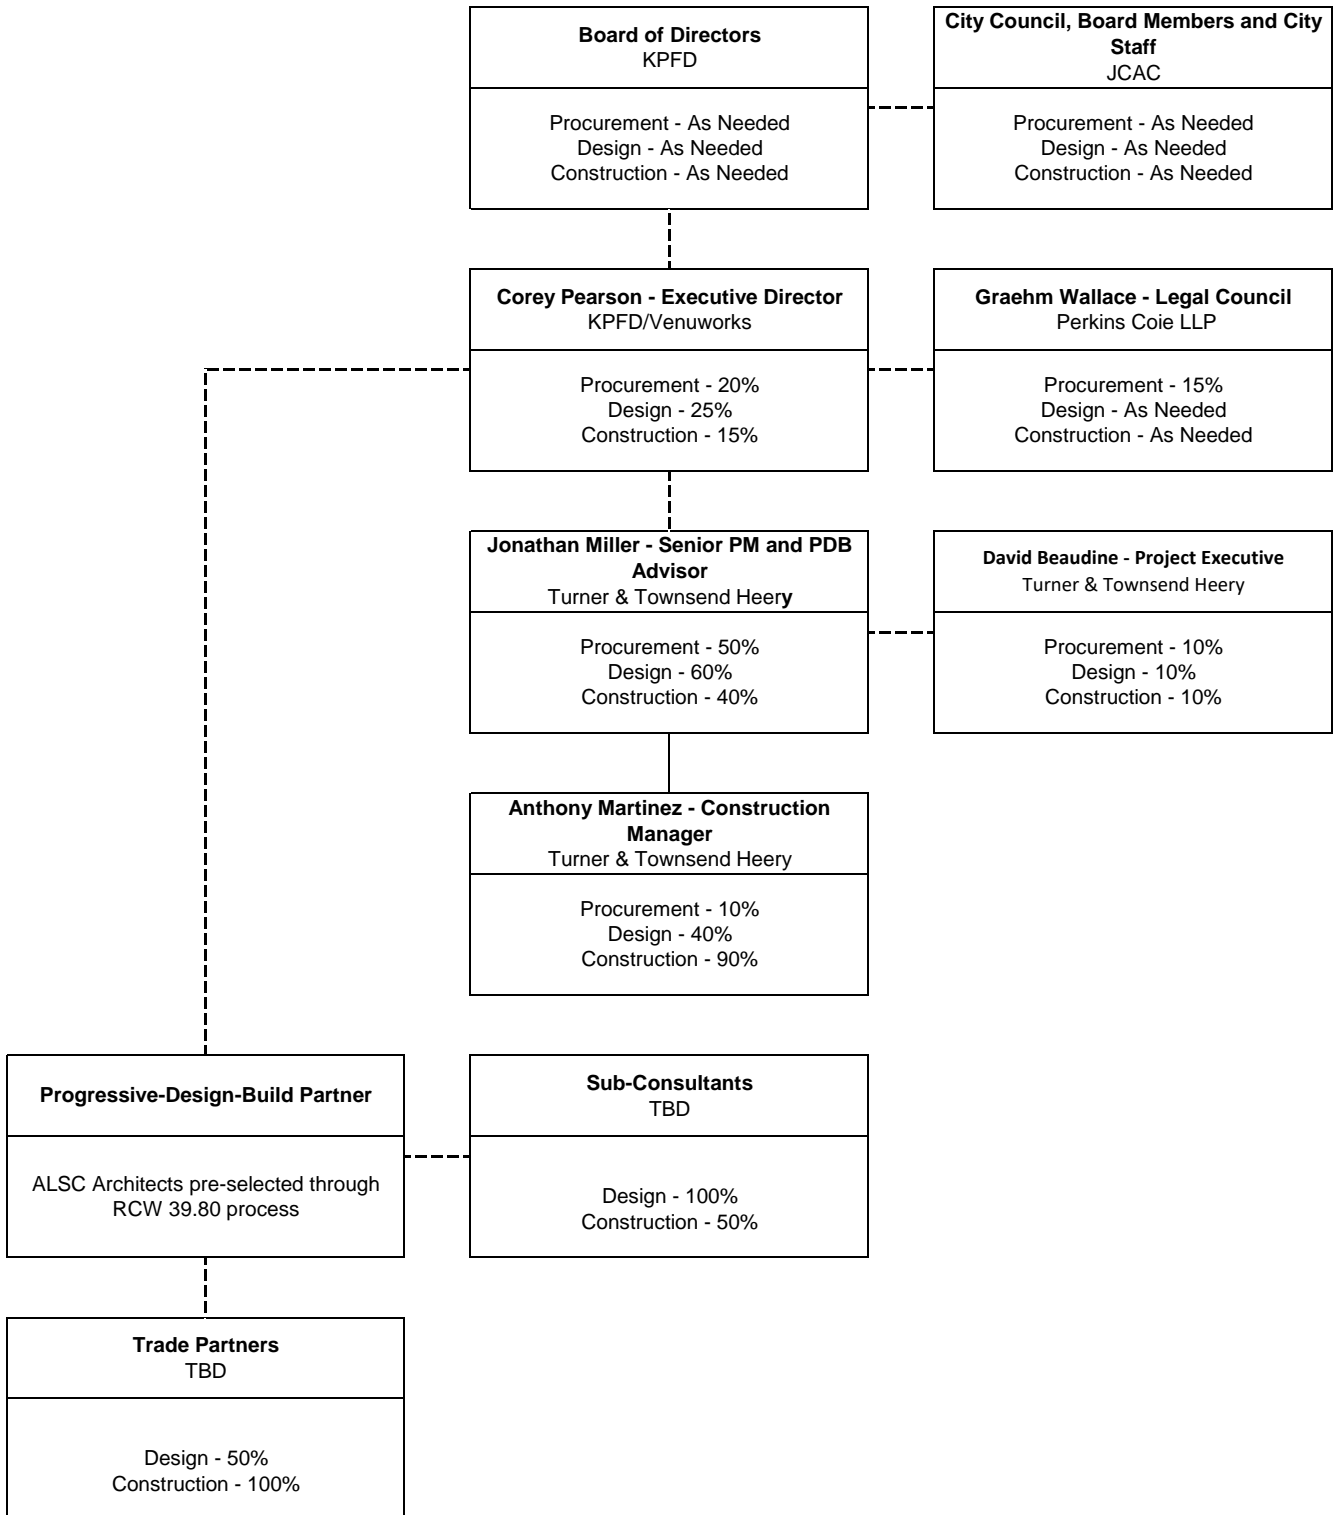 Board of Directors
KPFD
Procurement - As Needed
Design - As Needed
Construction - As Needed
City Council, Board Members and City
Staff
JCAC
Procurement - As Needed
Design - As Needed
Construction - As Needed
Corey Pearson - Executive Director
KPFD/Venuworks
Procurement - 20%
Design - 25%
Construction - 15%
Graehm Wallace - Legal Council
Perkins Coie LLP
Procurement - 15%
Design - As Needed
Construction - As Needed
Jonathan Miller - Senior PM and PDB
Advisor
Turner & Townsend Heery
Procurement - 50%
Design - 60%
Construction - 40%
David Beaudine - Project Executive
Turner & Townsend Heery
Procurement - 10%
Design - 10%
Construction - 10%
Anthony Martinez - Construction
Manager
Turner & Townsend Heery
Procurement - 10%
Design - 40%
Construction - 90%
Progressive-Design-Build Partner
ALSC Architects pre-selected through
RCW 39.80 process
Sub-Consultants
TBD
Design - 100%
Construction - 50%
Trade Partners
TBD
Design - 50%
Construction - 100%